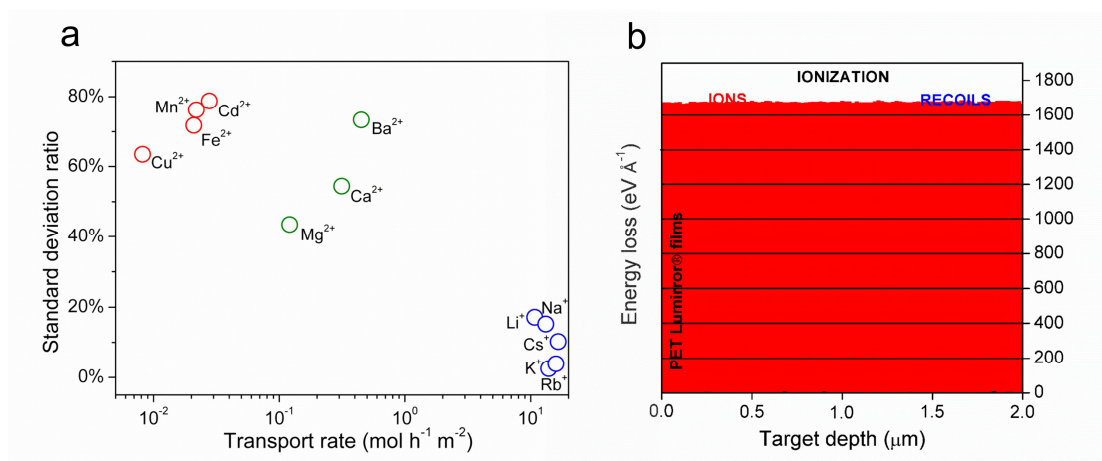 a
Standard deviation ratio
80%
60%
40%
20%
0%
Mn²⁺
Cd²⁺
Fe²⁺
Cu²⁺
Ba²⁺
Ca²⁺
Mg²⁺
Na⁺
Li⁺
Cs⁺
K⁺
Rb⁺
10⁻² 10⁻¹ 10⁰ 10¹
Transport rate (mol h⁻¹ m⁻²)
b
IONIZATION
IONS
RECOILS
PET Lumirror® films
Energy loss (eV Å⁻¹)
1800
1600
1400
1200
1000
800
600
400
200
0
0.0 0.5 1.0 1.5 2.0
Target depth (μm)